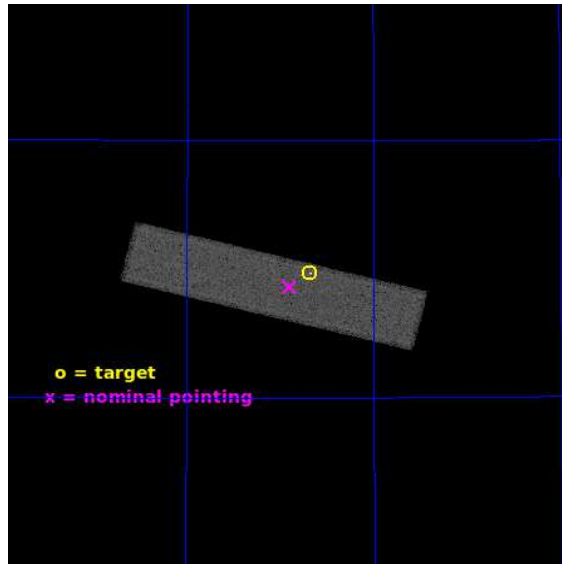 o = target
x = nominal pointing